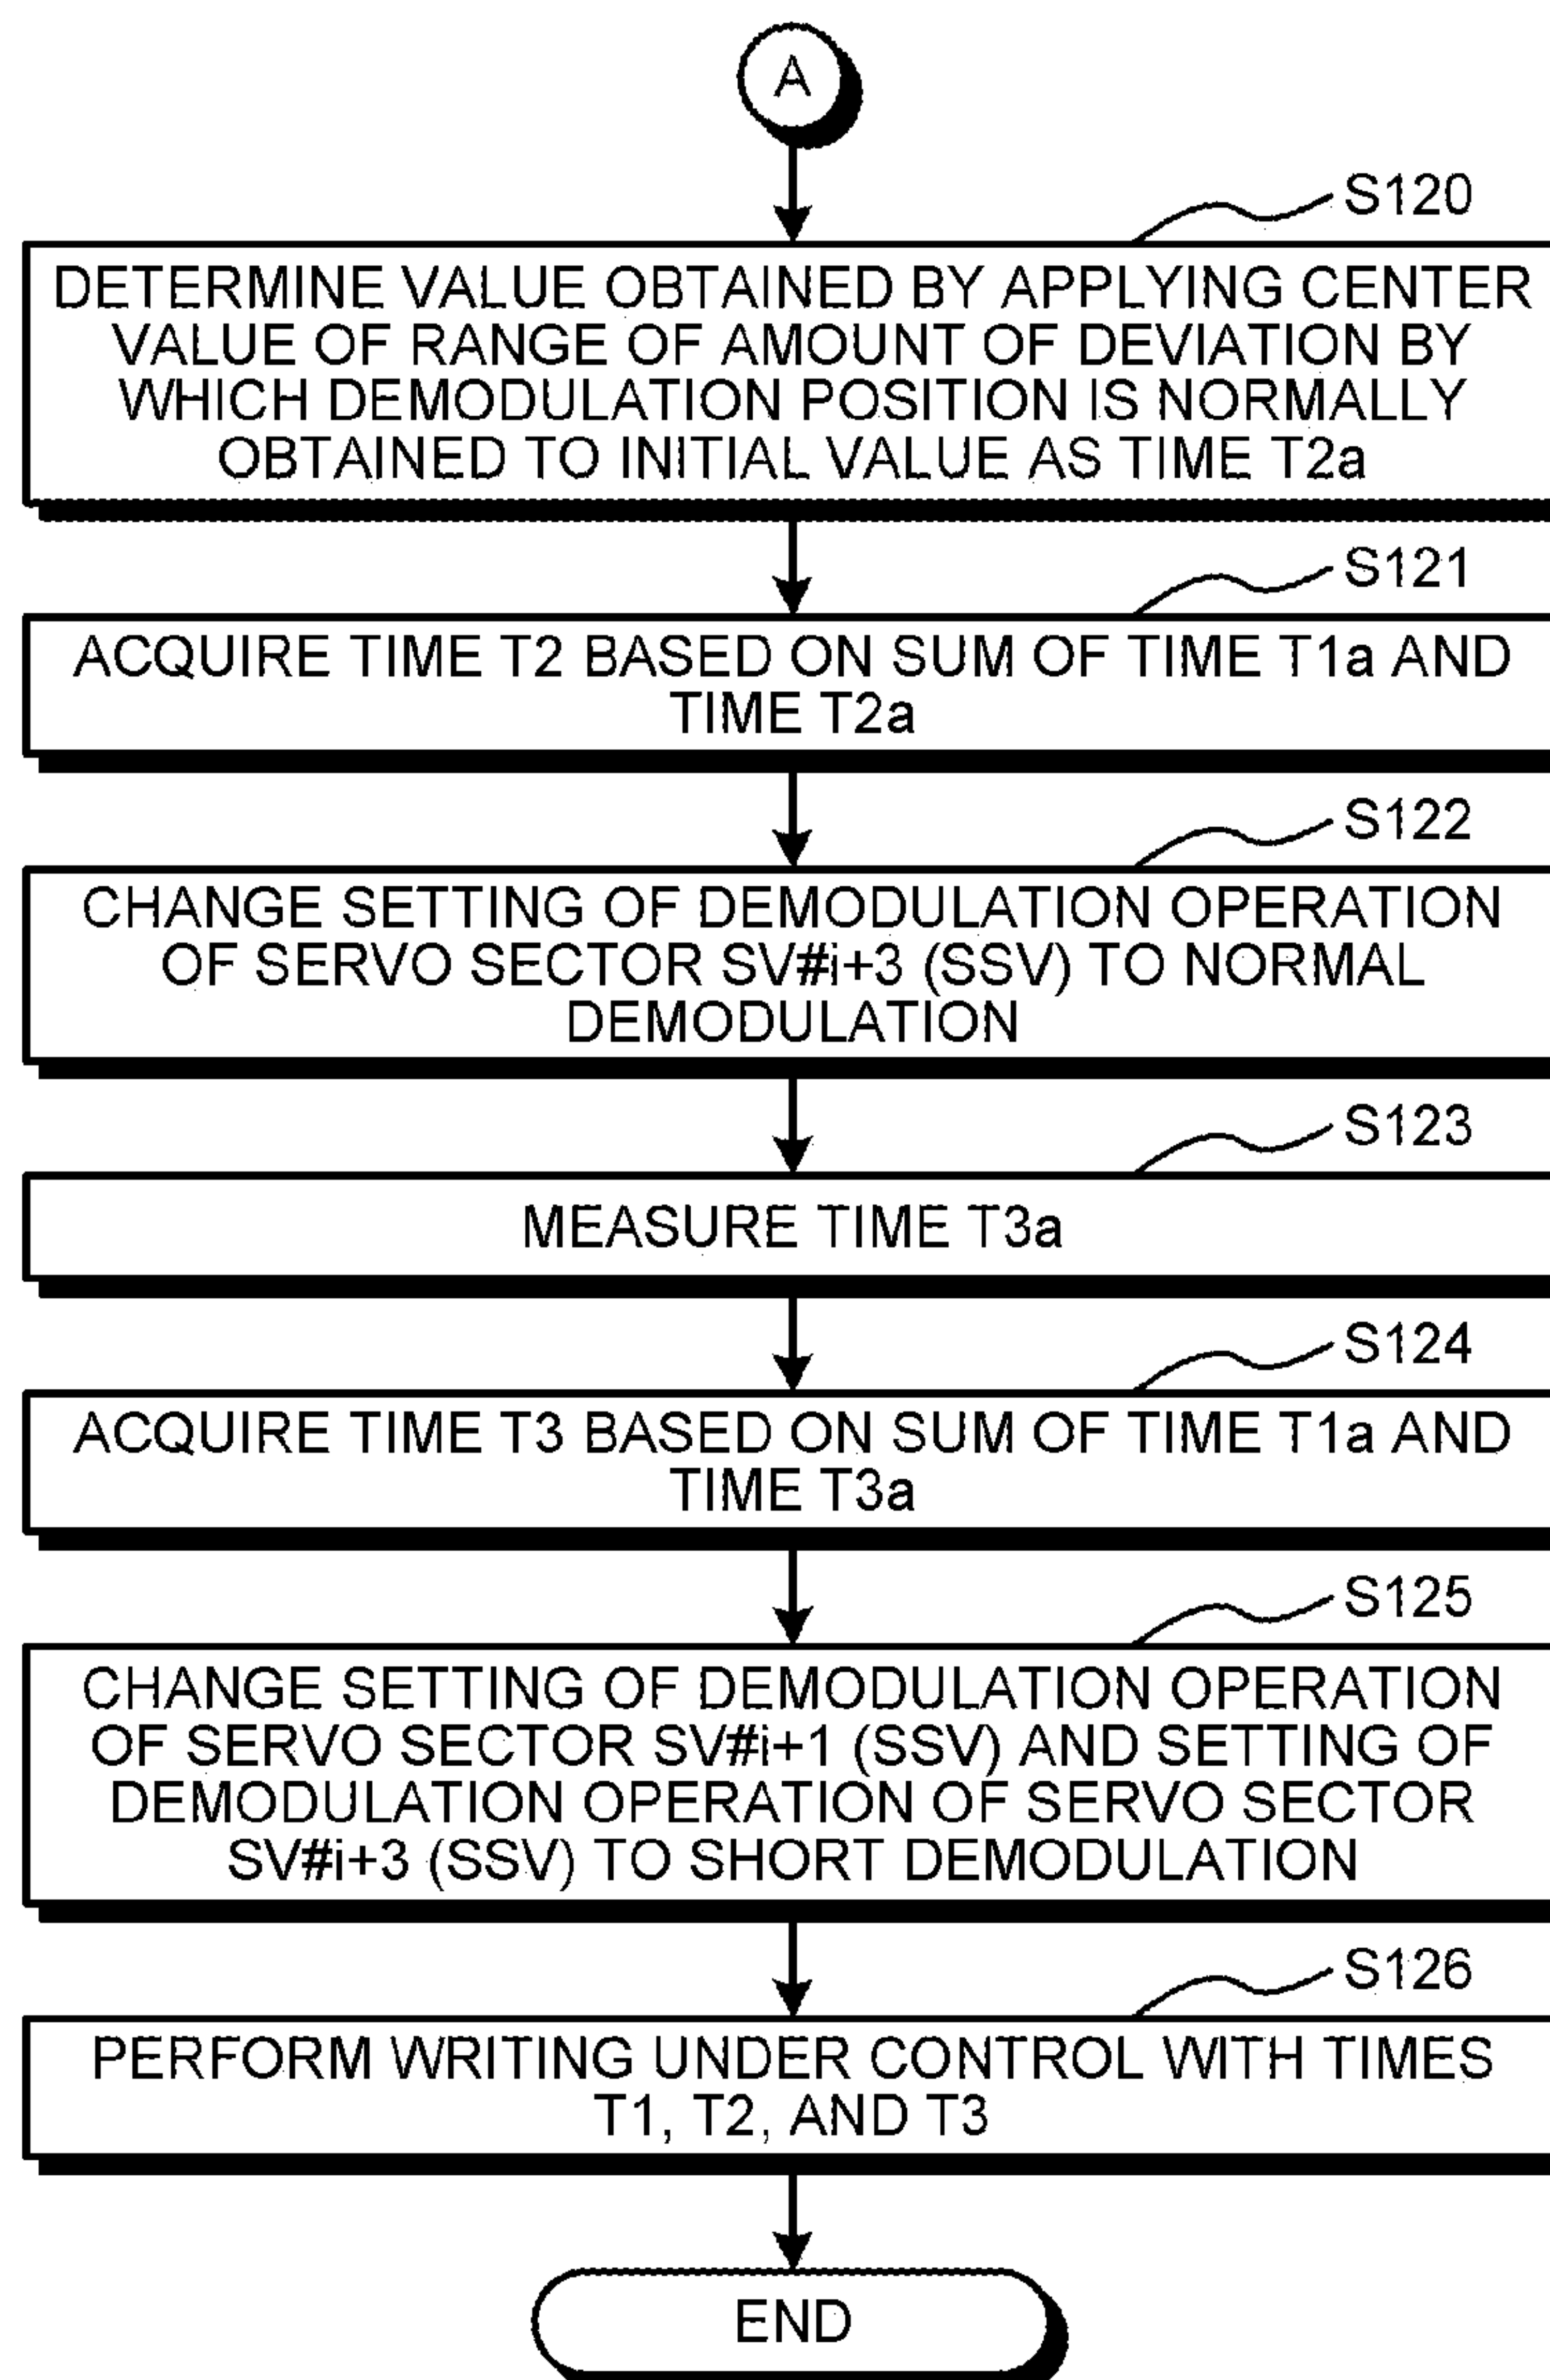 A
S120
DETERMINE VALUE OBTAINED BY APPLYING CENTER
VALUE OF RANGE OF AMOUNT OF DEVIATION BY
WHICH DEMODULATION POSITION IS NORMALLY
OBTAINED TO INITIAL VALUE AS TIME T2a
S121
ACQUIRE TIME T2 BASED ON SUM OF TIME T1a AND
TIME T2a
S122
CHANGE SETTING OF DEMODULATION OPERATION
OF SERVO SECTOR SV#i+3 (SSV) TO NORMAL
DEMODULATION
S123
MEASURE TIME T3a
S124
ACQUIRE TIME T3 BASED ON SUM OF TIME T1a AND
TIME T3a
S125
CHANGE SETTING OF DEMODULATION OPERATION
OF SERVO SECTOR SV#i+1 (SSV) AND SETTING OF
DEMODULATION OPERATION OF SERVO SECTOR
SV#i+3 (SSV) TO SHORT DEMODULATION
S126
PERFORM WRITING UNDER CONTROL WITH TIMES
T1, T2, AND T3
END